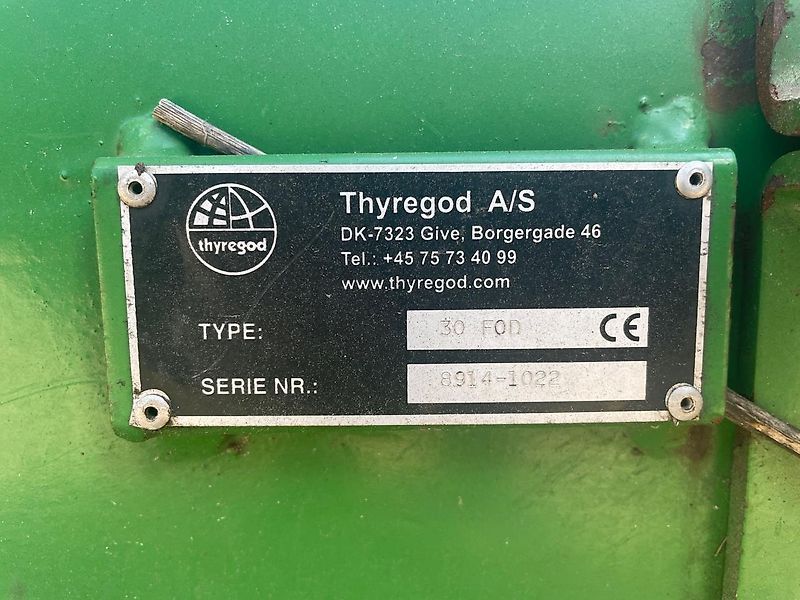 thyregod
Thyregod A/S
DK-7323 Give, Borgergade 46
Tel.: +45 75 73 40 99
www.thyregod.com
TYPE: 30 FOD CE
SERIE NR.: 8914-1022